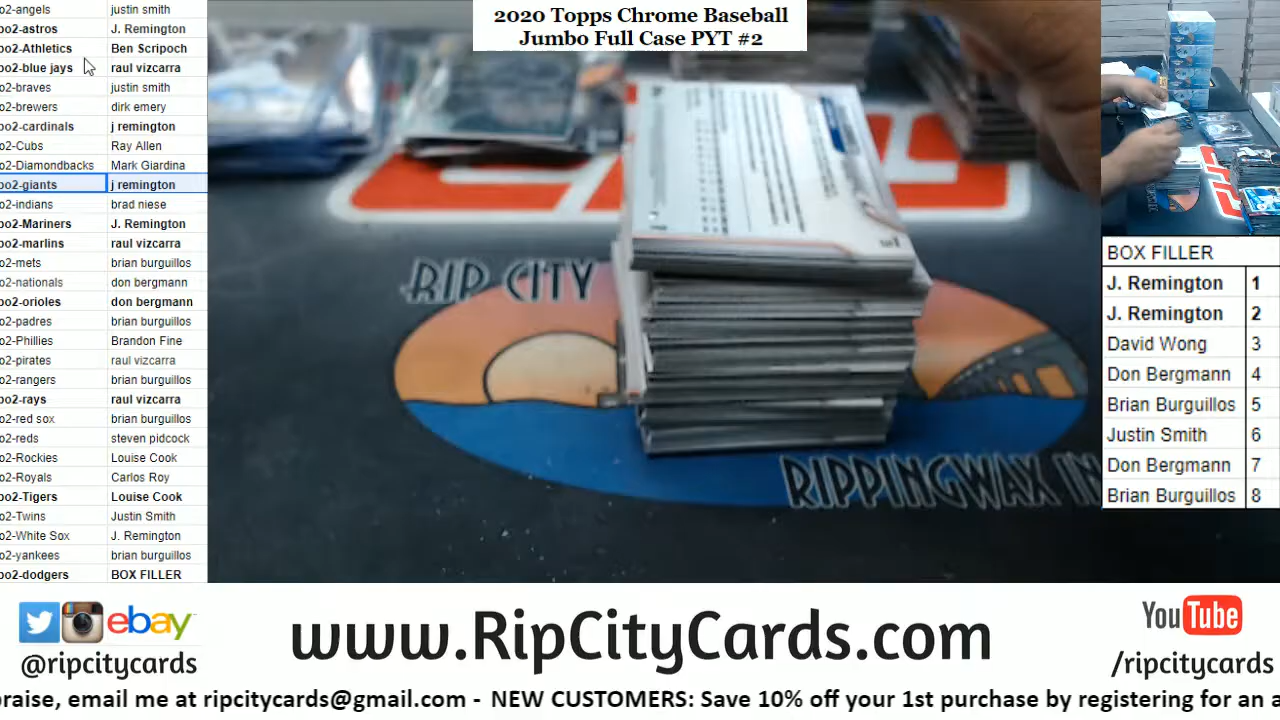 2020 Topps Chrome Baseball
Jumbo Full Case PYT #2
oo2-angels justin smith
oo2-astros J. Remington
oo2-Athletics Ben Scripoch
oo2-blue jays raul vizcarra
oo2-braves justin smith
oo2-brewers dirk emery
oo2-cardinals j remington
oo2-Cubs Ray Allen
oo2-Diamondbacks Mark Giardina
oo2-giants j remington
oo2-indians brad niese
oo2-Mariners J. Remington
oo2-marlins raul vizcarra
oo2-mets brian burguillos
oo2-nationals don bergmann
oo2-orioles don bergmann
oo2-padres brian burguillos
oo2-Phillies Brandon Fine
oo2-pirates raul vizcarra
oo2-rangers brian burguillos
oo2-rays raul vizcarra
oo2-red sox brian burguillos
oo2-reds steven pidcock
oo2-Rockies Louise Cook
oo2-Royals Carlos Roy
oo2-Tigers Louise Cook
oo2-Twins Justin Smith
oo2-White Sox J. Remington
oo2-yankees brian burguillos
oo2-dodgers BOX FILLER
RIP CITY
RIPPINGWAX IN
BOX FILLER
J. Remington 1
J. Remington 2
David Wong 3
Don Bergmann 4
Brian Burguillos 5
Justin Smith 6
Don Bergmann 7
Brian Burguillos 8
ebay
@ripcitycards
www.RipCityCards.com
YouTube
/ripcitycards
praise, email me at ripcitycards@gmail.com - NEW CUSTOMERS: Save 10% off your 1st purchase by registering for an a